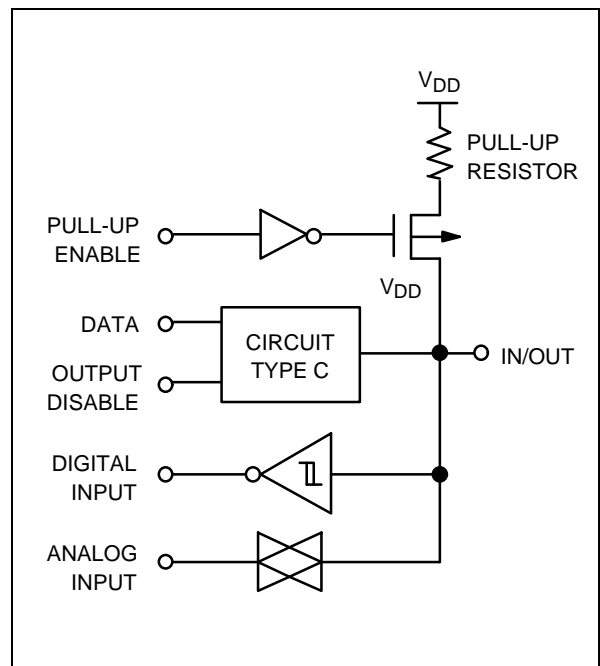 VDD
PULL-UP
RESISTOR
PULL-UP
ENABLE
VDD
DATA
CIRCUIT
TYPE C
IN/OUT
OUTPUT
DISABLE
DIGITAL
INPUT
ANALOG
INPUT